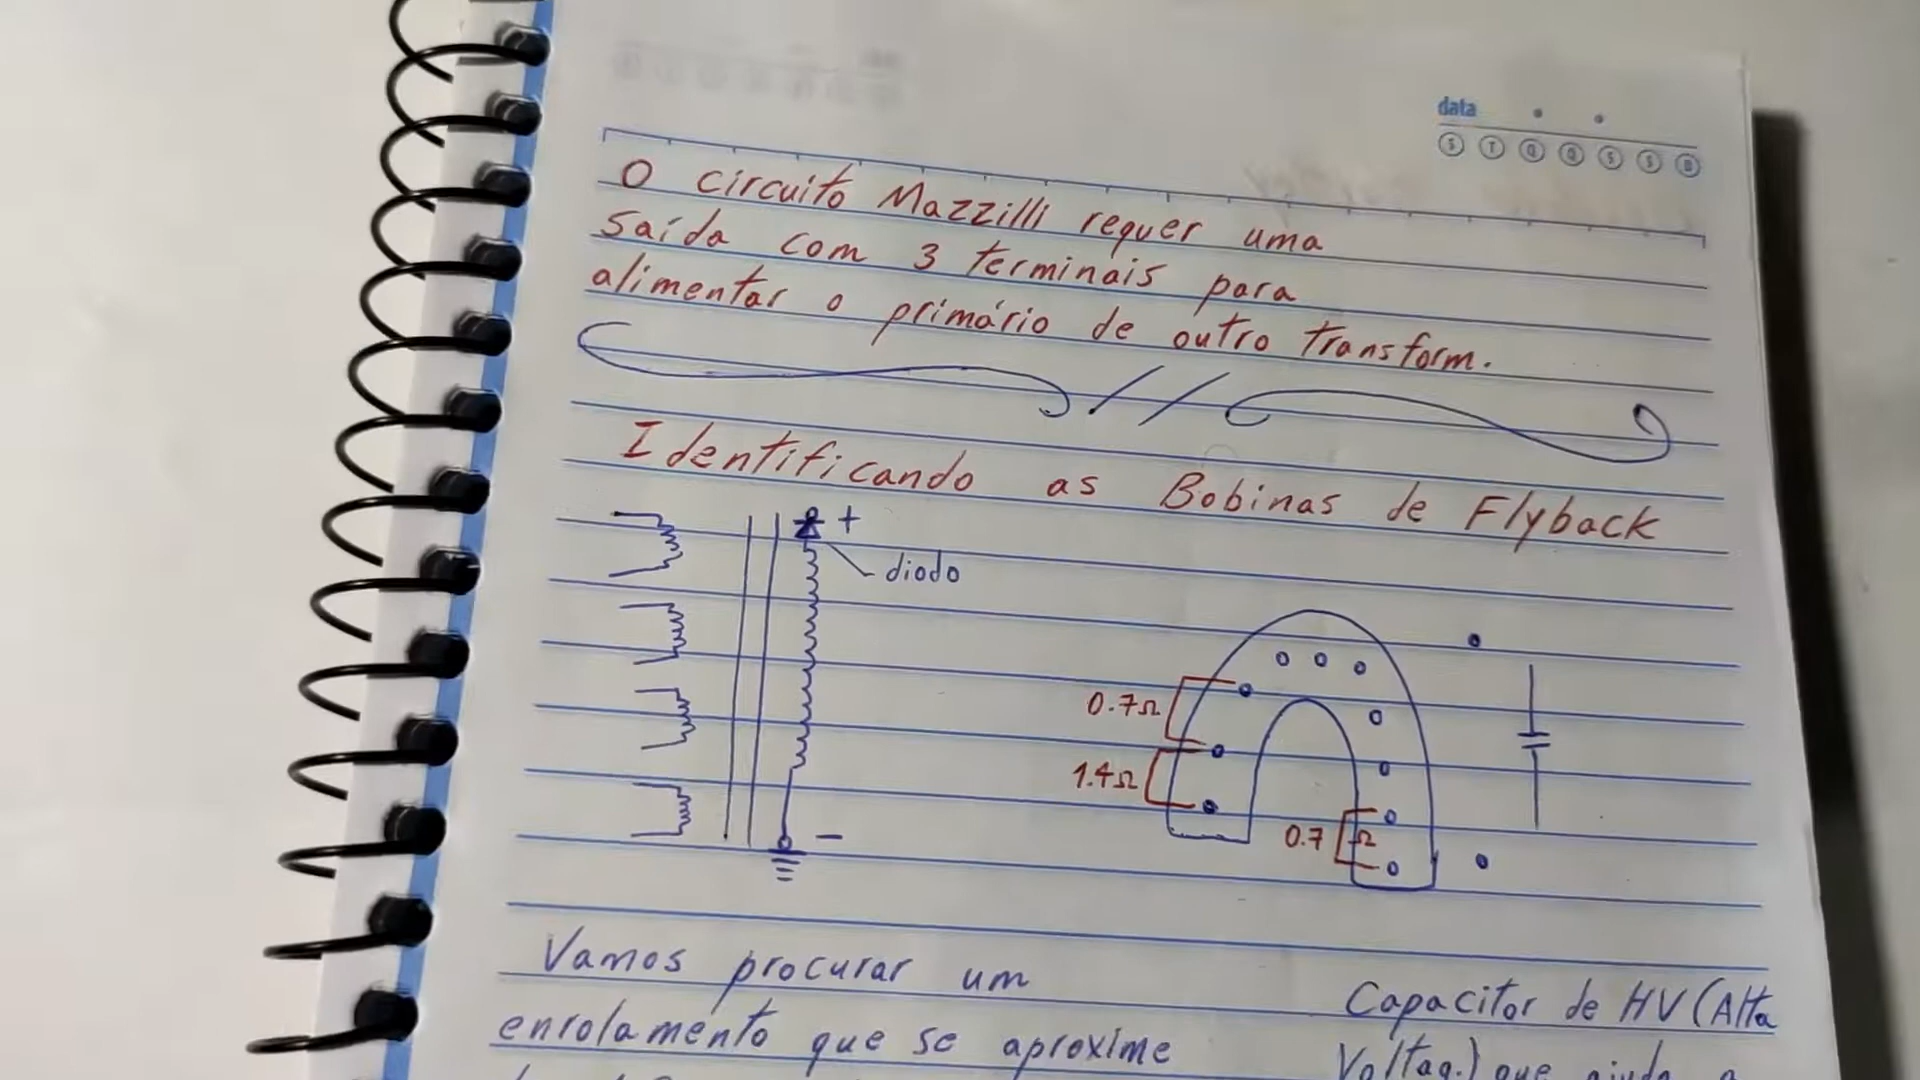 data
S T Q Q S S D
O circuito Mazzilli requer uma
saída com 3 terminais para
alimentar o primário de outro transform.
Identificando as Bobinas de Flyback
+
diodo
0.7Ω
1.4Ω
0.7 Ω
-
Vamos procurar um
enrolamento que se aproxime
Capacitor de HV (Alta
Voltag.) que ajuda a